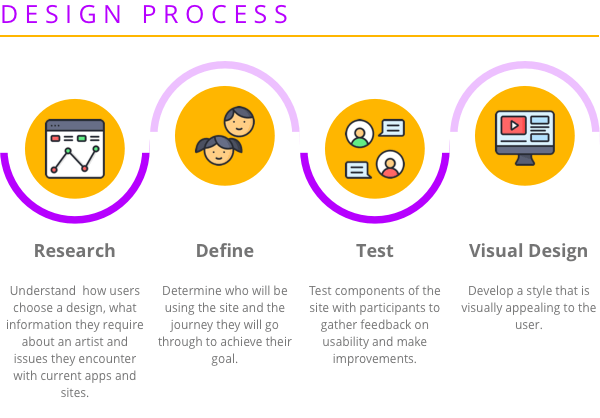 DESIGN PROCESS
Research
Understand how users
choose a design, what
information they require
about an artist and
issues they encounter
with current apps and
sites.
Define
Determine who will be
using the site and the
journey they will go
through to achieve their
goal.
Test
Test components of the
site with participants to
gather feedback on
usability and make
improvements.
Visual Design
Develop a style that is
visually appealing to the
user.